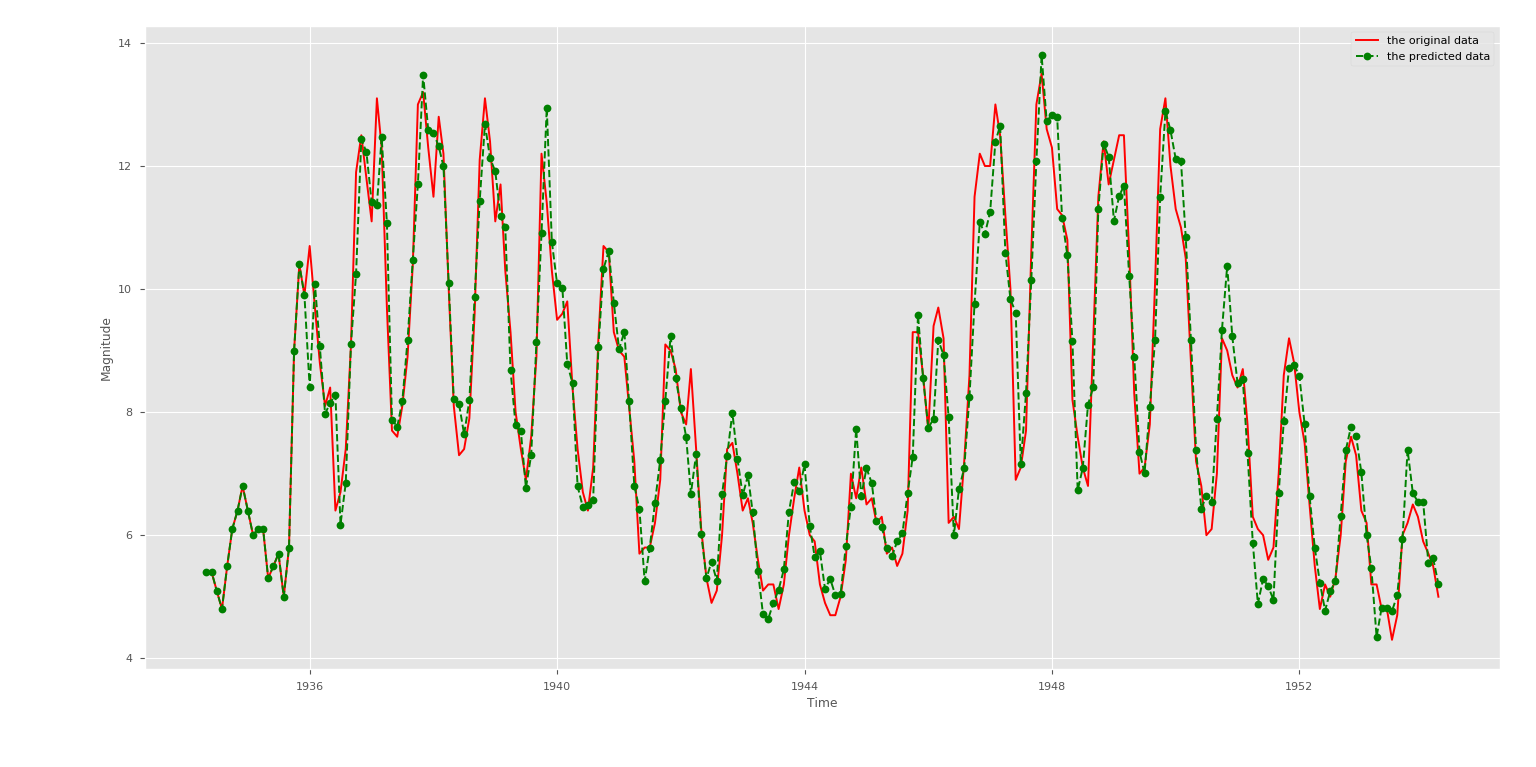 14
12
10
8
6
4
Magnitude
the original data
the predicted data
1936
1940
1944
1948
1952
Time